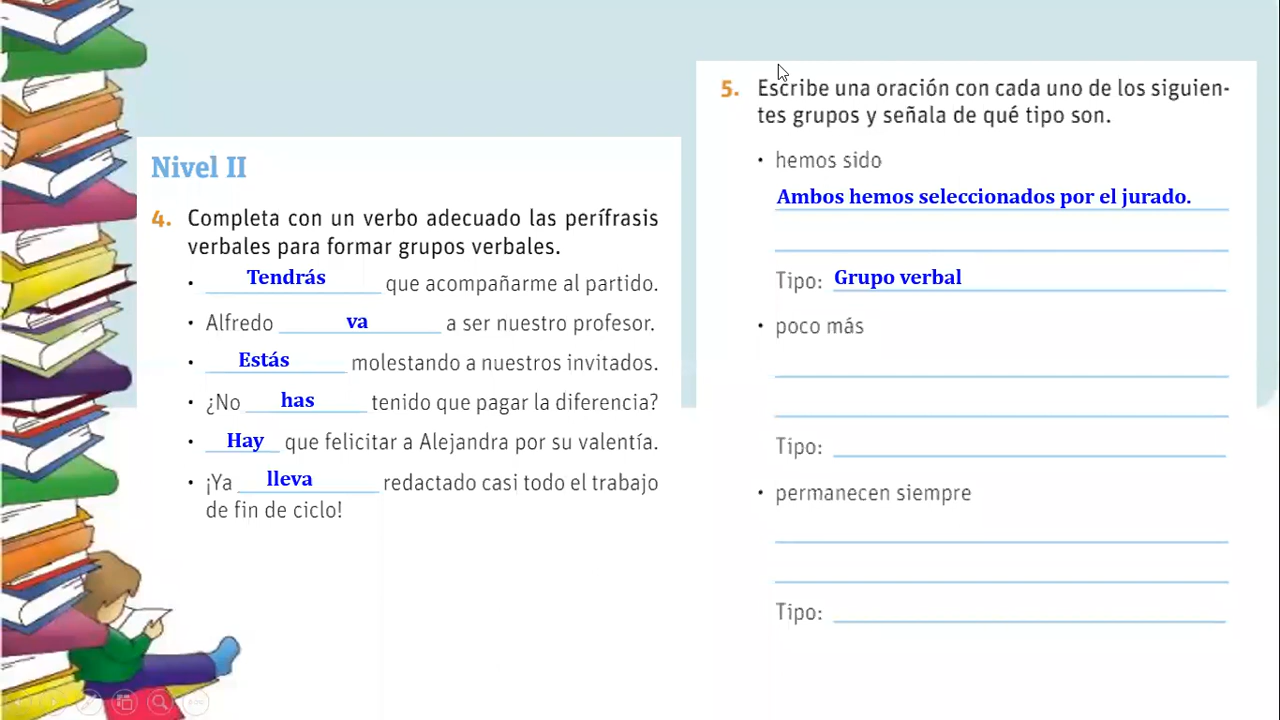 Nivel II
4. Completa con un verbo adecuado las perífrasis
verbales para formar grupos verbales.
• Tendrás que acompañarme al partido.
• Alfredo va a ser nuestro profesor.
• Estás molestando a nuestros invitados.
• ¿No has tenido que pagar la diferencia?
• Hay que felicitar a Alejandra por su valentía.
• ¡Ya lleva redactado casi todo el trabajo
de fin de ciclo!
5. Escribe una oración con cada uno de los siguien-
tes grupos y señala de qué tipo son.
• hemos sido
Ambos hemos seleccionados por el jurado.
Tipo: Grupo verbal
• poco más
Tipo:
• permanecen siempre
Tipo: